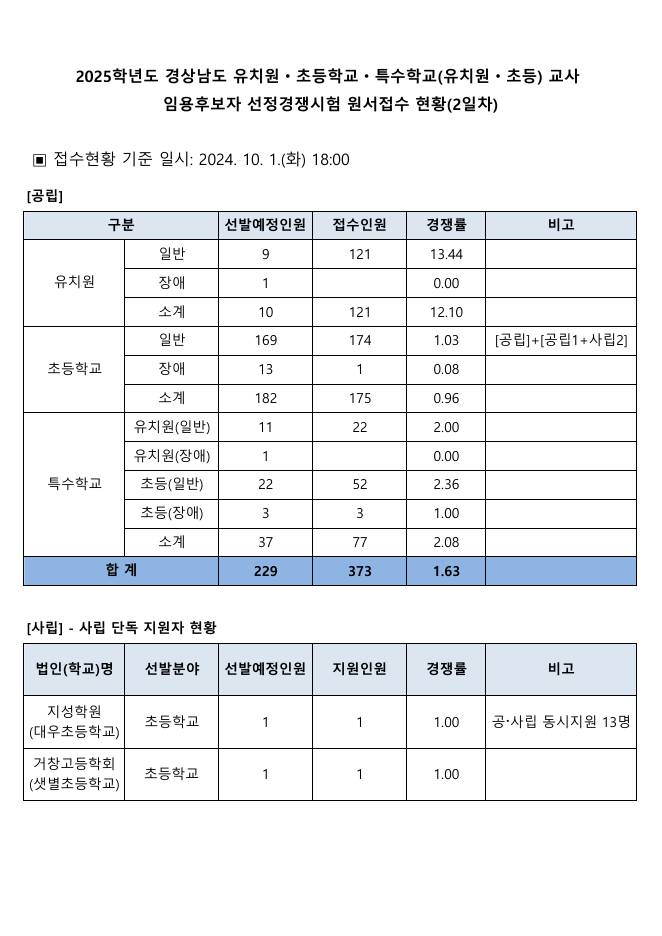 2025학년도 경상남도 유치원・초등학교・특수학교(유치원・초등) 교사
임용후보자 선정경쟁시험 원서접수 현황(2일차)
▣ 접수현황 기준 일시: 2024. 10. 1.(화) 18:00
[공립]
구분 선발예정인원 접수인원 경쟁률 비고
유치원 일반 9 121 13.44
장애 1 0.00
소계 10 121 12.10
초등학교 일반 169 174 1.03 [공립]+[공립1+사립2]
장애 13 1 0.08
소계 182 175 0.96
특수학교 유치원(일반) 11 22 2.00
유치원(장애) 1 0.00
초등(일반) 22 52 2.36
초등(장애) 3 3 1.00
소계 37 77 2.08
합 계 229 373 1.63
[사립] - 사립 단독 지원자 현황
법인(학교)명 선발분야 선발예정인원 지원인원 경쟁률 비고
지성학원
(대우초등학교) 초등학교 1 1 1.00 공·사립 동시지원 13명
거창고등학회
(샛별초등학교) 초등학교 1 1 1.00